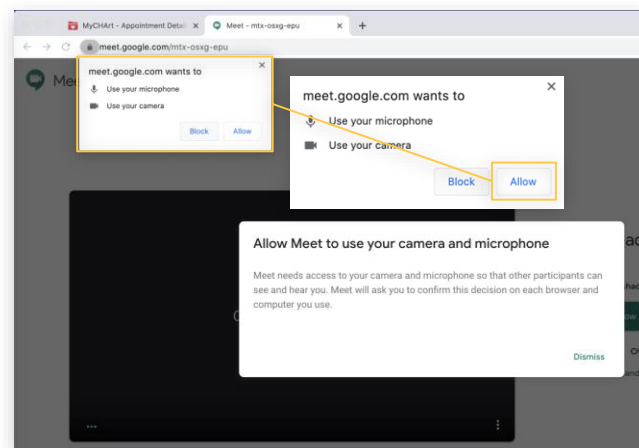 MyCHArt - Appointment Detail
Meet - mtx-osxg-epu
meet.google.com/mtx-osxg-epu
meet.google.com wants to
Use your microphone
Use your camera
Block
Allow
meet.google.com wants to
Use your microphone
Use your camera
Block
Allow
Allow Meet to use your camera and microphone
Meet needs access to your camera and microphone so that other participants can
see and hear you. Meet will ask you to confirm this decision on each browser and
computer you use.
Dismiss